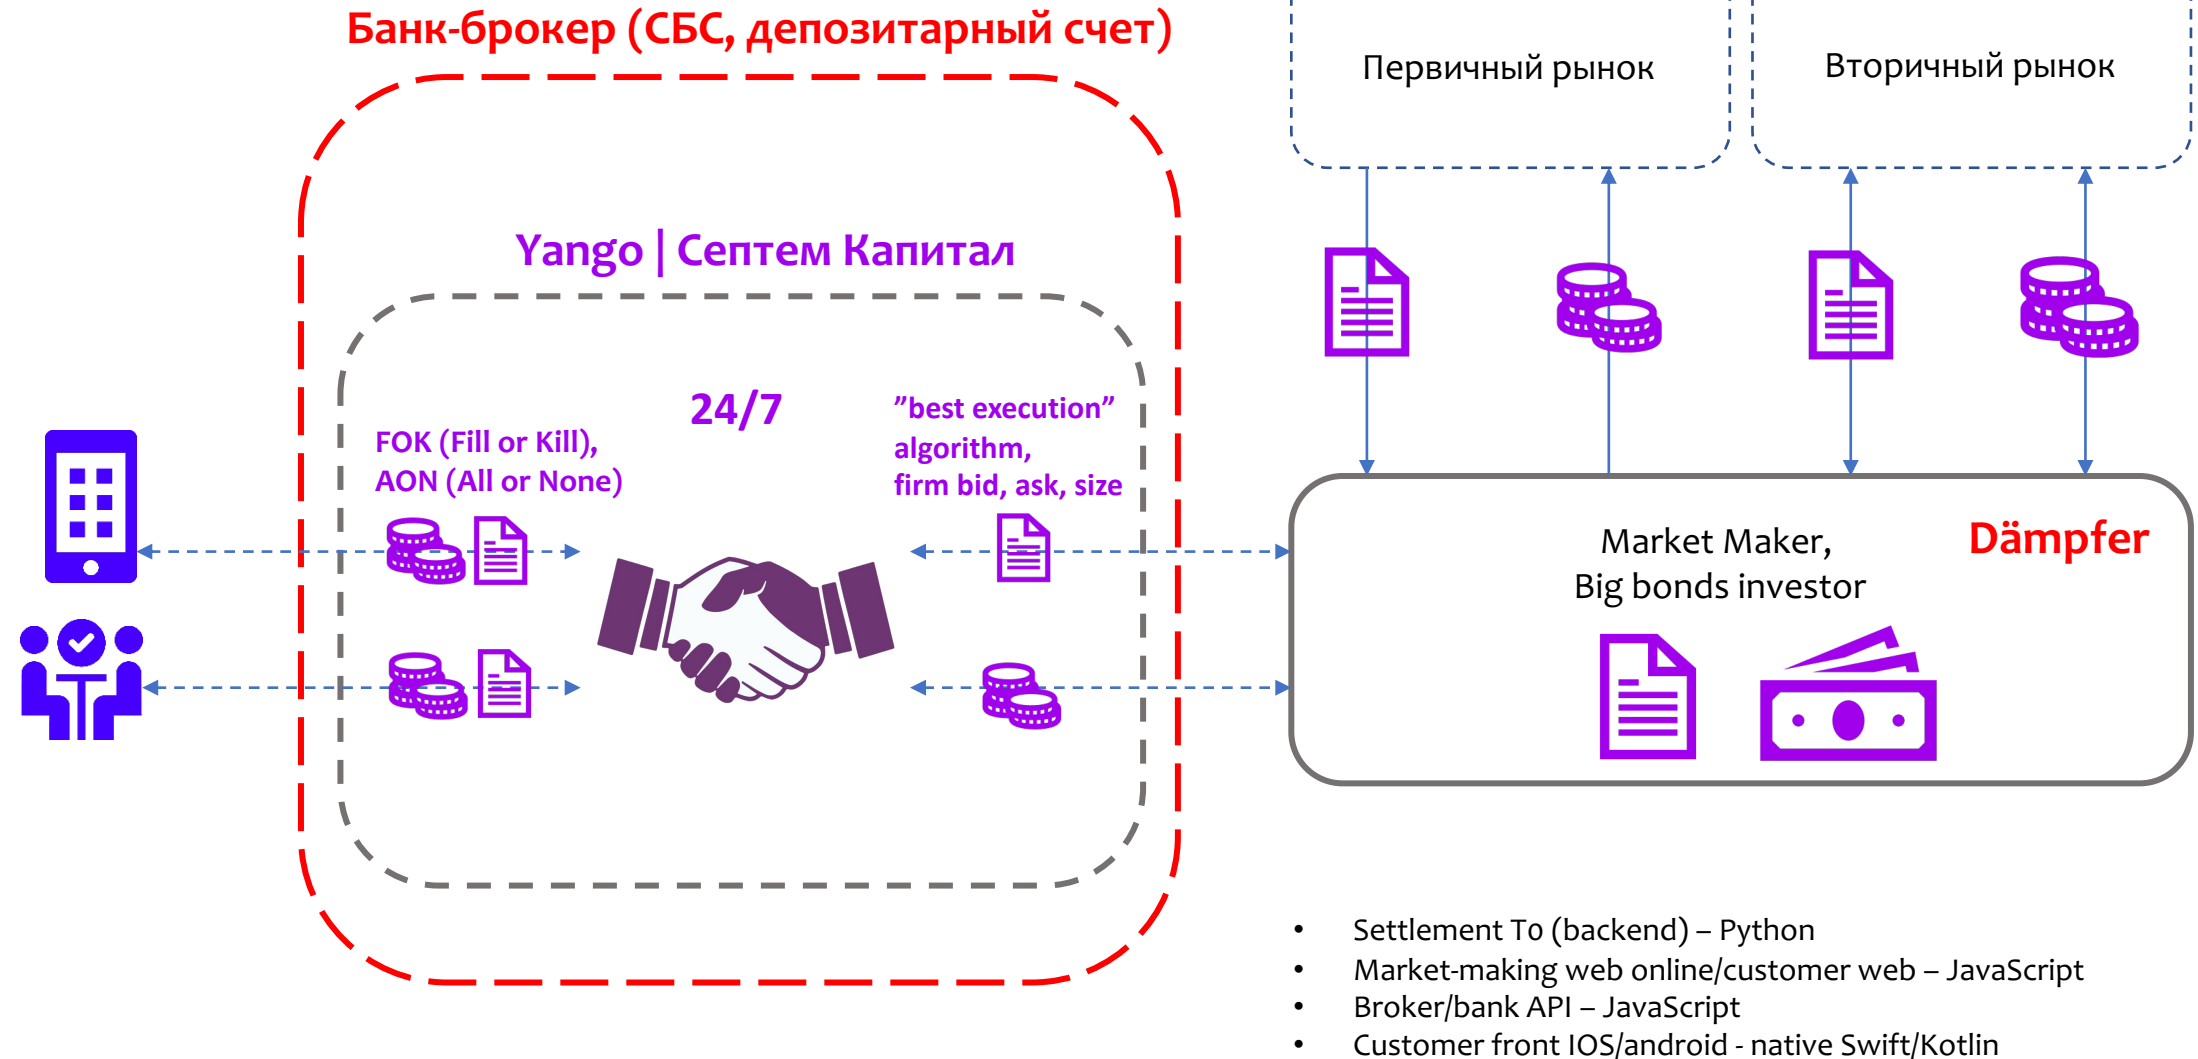 Банк-брокер (СБС, депозитарный счет)
Первичный рынок
Вторичный рынок
Yango | Септем Капитал
24/7
FOK (Fill or Kill),
AON (All or None)
”best execution”
algorithm,
firm bid, ask, size
Market Maker,
Big bonds investor
Dämpfer
• Settlement T0 (backend) – Python
• Market-making web online/customer web – JavaScript
• Broker/bank API – JavaScript
• Customer front IOS/android - native Swift/Kotlin